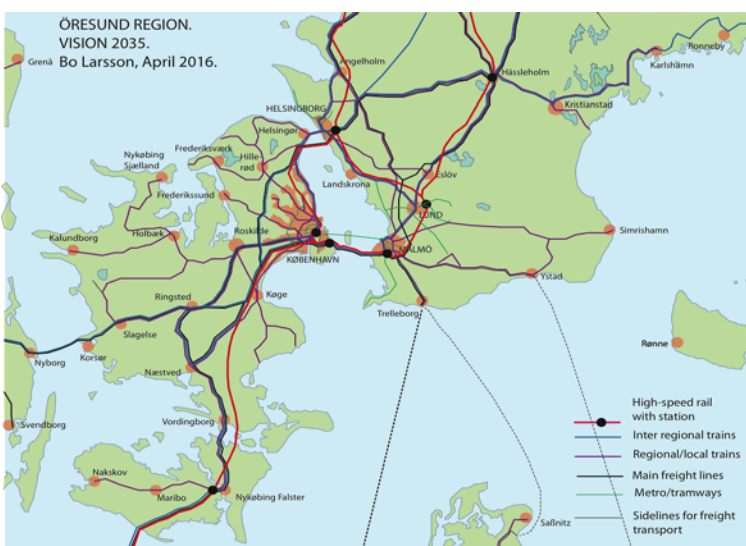 ÖRESUND REGION.
VISION 2035.
Bo Larsson, April 2016.
Grenå
Ängelholm
Hässleholm
Ronneby
Karlshämn
Kristianstad
HELSINGBORG
Helsingør
Frederiksværk
Hille-
rød
Nykøbing
Sjælland
Landskrona
Eslöv
Frederikssund
LUND
Roskilde
Holbæk
Kalundborg
KØBENHAVN
MALMÖ
Simrishamn
Ystad
Køge
Ringsted
Trelleborg
Slagelse
Korsør
Nyborg
Næstved
Rønne
Svendborg
Vordingborg
Nakskov
Maribo
Nykøbing Falster
Saßnitz
High-speed rail
with station
Inter regional trains
Regional/local trains
Main freight lines
Metro/tramways
Sidelines for freight
transport